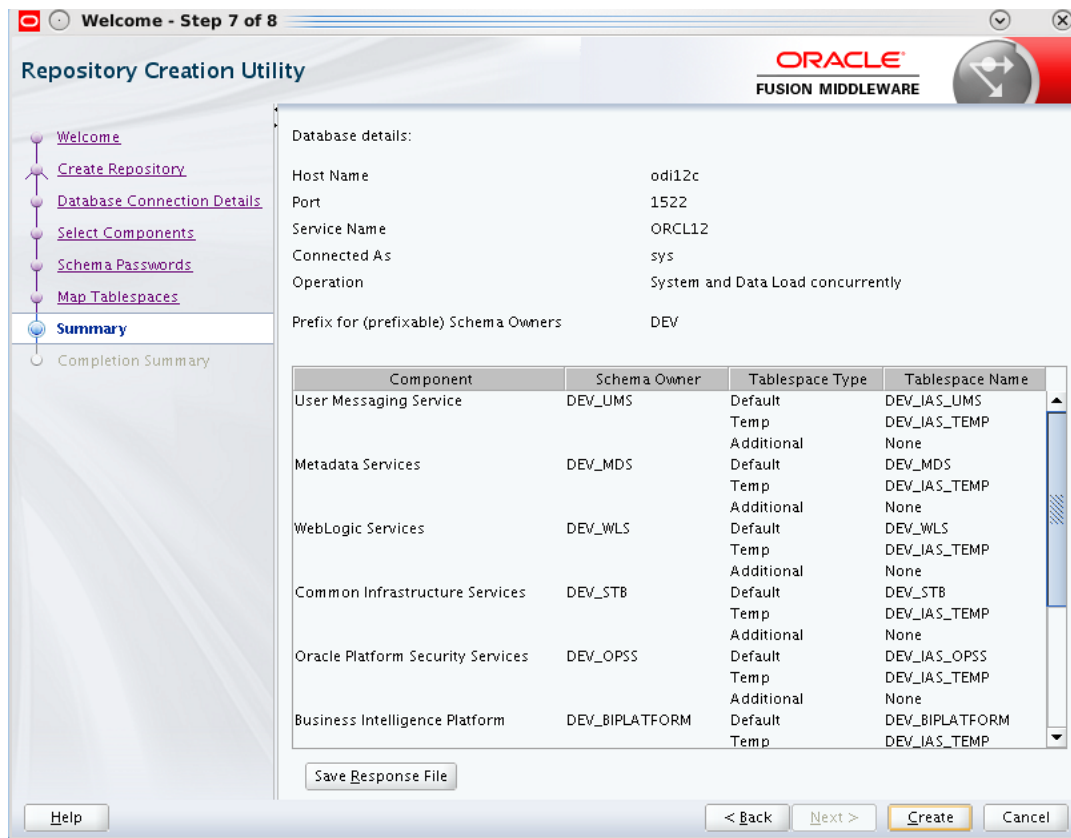 Welcome - Step 7 of 8
Repository Creation Utility
ORACLE
FUSION MIDDLEWARE
Welcome
Create Repository
Database Connection Details
Select Components
Schema Passwords
Map Tablespaces
Summary
Completion Summary
Database details:
Host Name odi12c
Port 1522
Service Name ORCL12
Connected As sys
Operation System and Data Load concurrently
Prefix for (prefixable) Schema Owners DEV
Component Schema Owner Tablespace Type Tablespace Name
User Messaging Service DEV_UMS Default DEV_IAS_UMS
Temp DEV_IAS_TEMP
Additional None
Metadata Services DEV_MDS Default DEV_MDS
Temp DEV_IAS_TEMP
Additional None
WebLogic Services DEV_WLS Default DEV_WLS
Temp DEV_IAS_TEMP
Additional None
Common Infrastructure Services DEV_STB Default DEV_STB
Temp DEV_IAS_TEMP
Additional None
Oracle Platform Security Services DEV_OPSS Default DEV_IAS_OPSS
Temp DEV_IAS_TEMP
Additional None
Business Intelligence Platform DEV_BIPLATFORM Default DEV_BIPLATFORM
Temp DEV_IAS_TEMP
Save Response File
Help < Back Next > Create Cancel